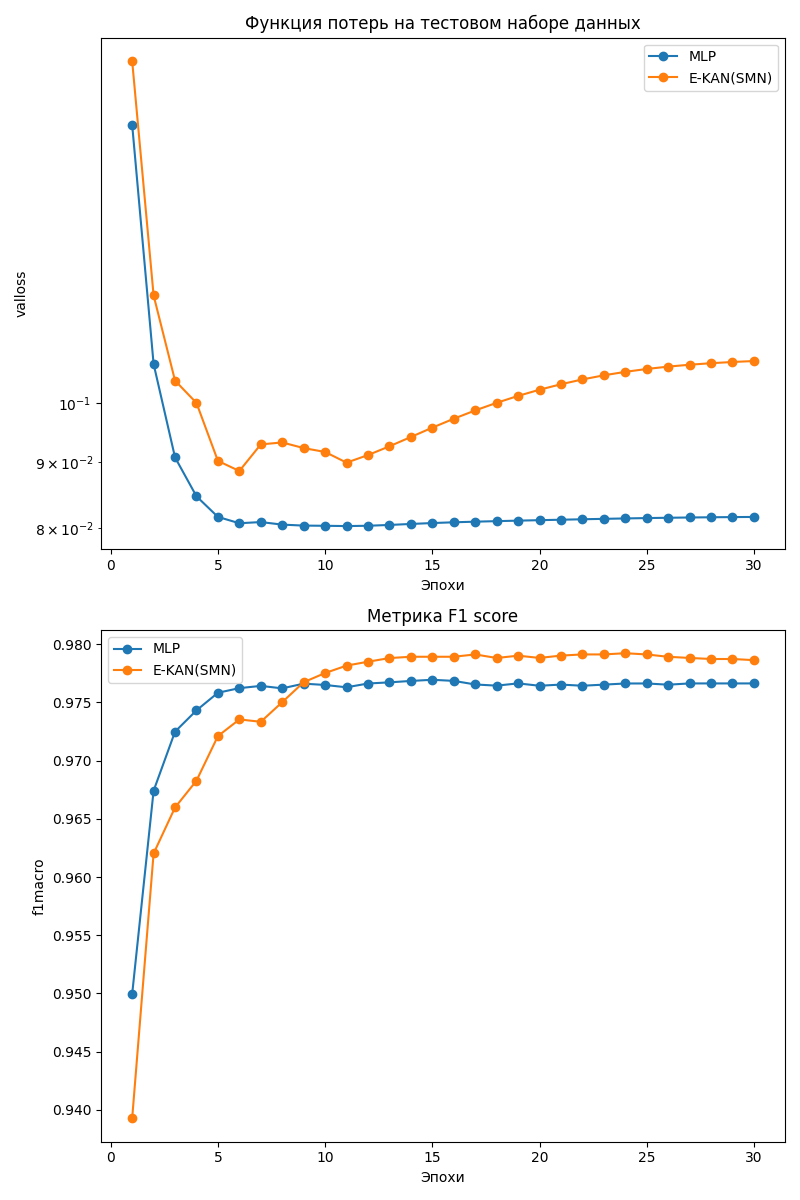 Функция потерь на тестовом наборе данных
MLP
E-KAN(SMN)
valloss
10⁻¹
9 × 10⁻²
8 × 10⁻²
0 5 10 15 20 25 30
Эпохи
Метрика F1 score
MLP
E-KAN(SMN)
f1macro
0.980
0.975
0.970
0.965
0.960
0.955
0.950
0.945
0.940
0 5 10 15 20 25 30
Эпохи